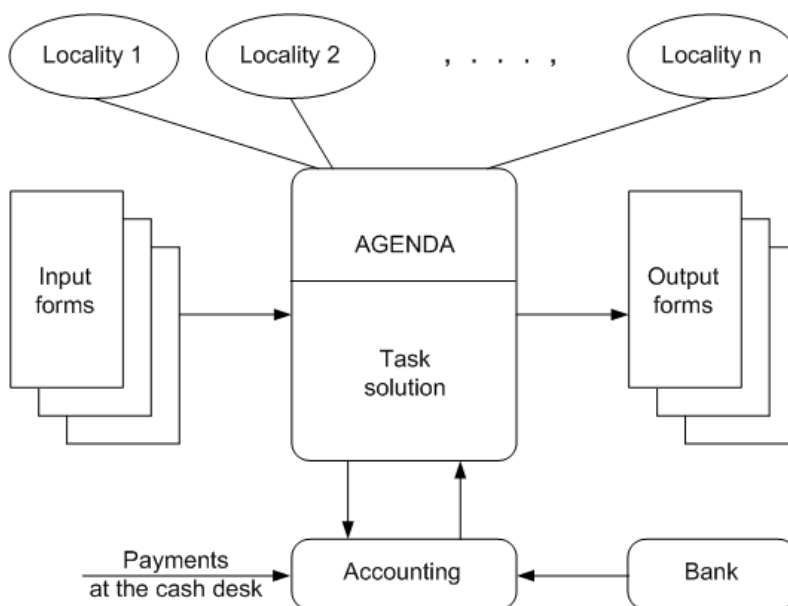 Locality 1
Locality 2
, . . . ,
Locality n
AGENDA
Input
forms
Output
forms
Task
solution
Payments
at the cash desk
Accounting
Bank